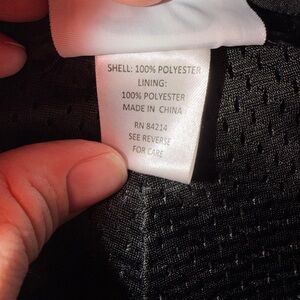 SHELL: 100% POLYESTER
LINING:
100% POLYESTER
MADE IN CHINA
RN 84214
SEE REVERSE
FOR CARE